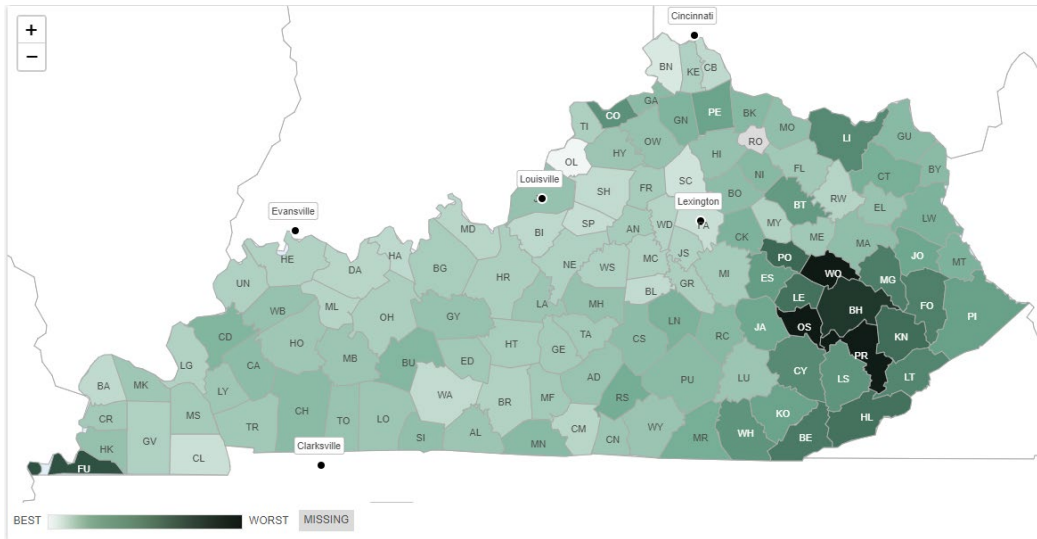 +
−
Cincinnati
BN
KE
CB
GA
CO
PE
GN
BK
TI
MO
LI
GU
OW
RO
HY
HI
OL
FL
BY
NI
CT
Louisville
SH
FR
SC
BO
BT
RW
EL
Lexington
Evansville
MD
BI
SP
AN
WD
FA
MY
LW
CK
ME
MA
HE
HA
JO
DA
BG
HR
NE
WS
MC
JS
PO
MT
UN
MI
ES
WO
MG
BL
GR
LE
ML
LA
MH
BH
FO
PI
WB
OH
GY
LN
JA
OS
KN
CD
HO
TA
CS
RC
HT
GE
PR
MB
BU
ED
LG
CA
CY
LT
LS
LU
PU
AD
BA
MK
LY
WA
BR
MF
RS
CR
MS
CH
TO
LO
KO
HL
TR
CM
WY
GV
SI
AL
MN
CN
MR
WH
BE
HK
CL
Clarksville
FU
BEST
WORST
MISSING